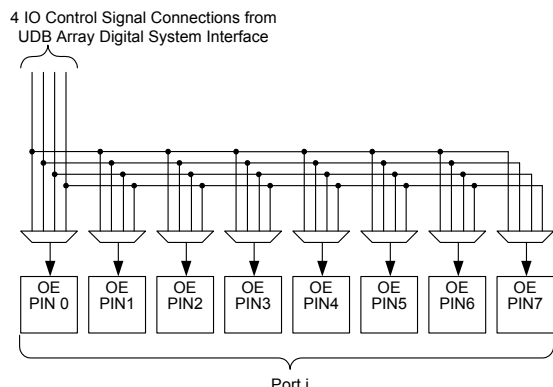 4 IO Control Signal Connections from
UDB Array Digital System Interface
OE OE OE OE OE OE OE OE
PIN 0 PIN1 PIN2 PIN3 PIN4 PIN5 PIN6 PIN7
Port i